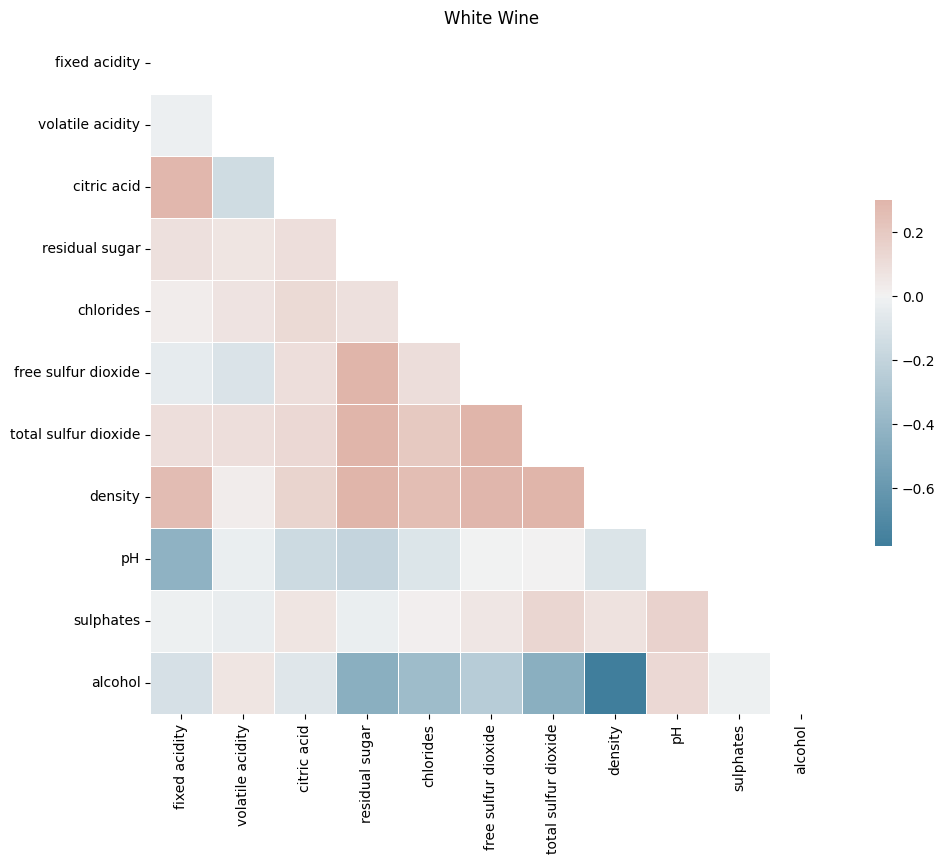 White Wine
fixed acidity
volatile acidity
citric acid
residual sugar
chlorides
free sulfur dioxide
total sulfur dioxide
density
pH
sulphates
alcohol
0.2
0.0
−0.2
−0.4
−0.6
fixed acidity
volatile acidity
citric acid
residual sugar
chlorides
free sulfur dioxide
total sulfur dioxide
density
pH
sulphates
alcohol